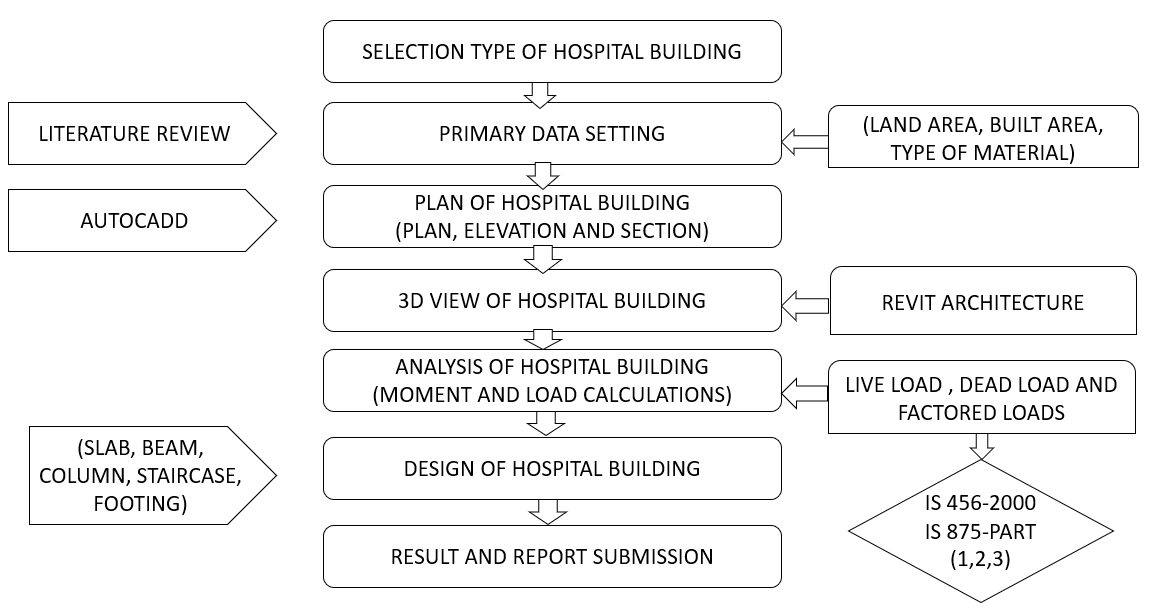 SELECTION TYPE OF HOSPITAL BUILDING
LITERATURE REVIEW
PRIMARY DATA SETTING
(LAND AREA, BUILT AREA,
TYPE OF MATERIAL)
AUTOCADD
PLAN OF HOSPITAL BUILDING
(PLAN, ELEVATION AND SECTION)
3D VIEW OF HOSPITAL BUILDING
REVIT ARCHITECTURE
ANALYSIS OF HOSPITAL BUILDING
(MOMENT AND LOAD CALCULATIONS)
LIVE LOAD , DEAD LOAD AND
FACTORED LOADS
(SLAB, BEAM,
COLUMN, STAIRCASE,
FOOTING)
DESIGN OF HOSPITAL BUILDING
IS 456-2000
IS 875-PART
(1,2,3)
RESULT AND REPORT SUBMISSION